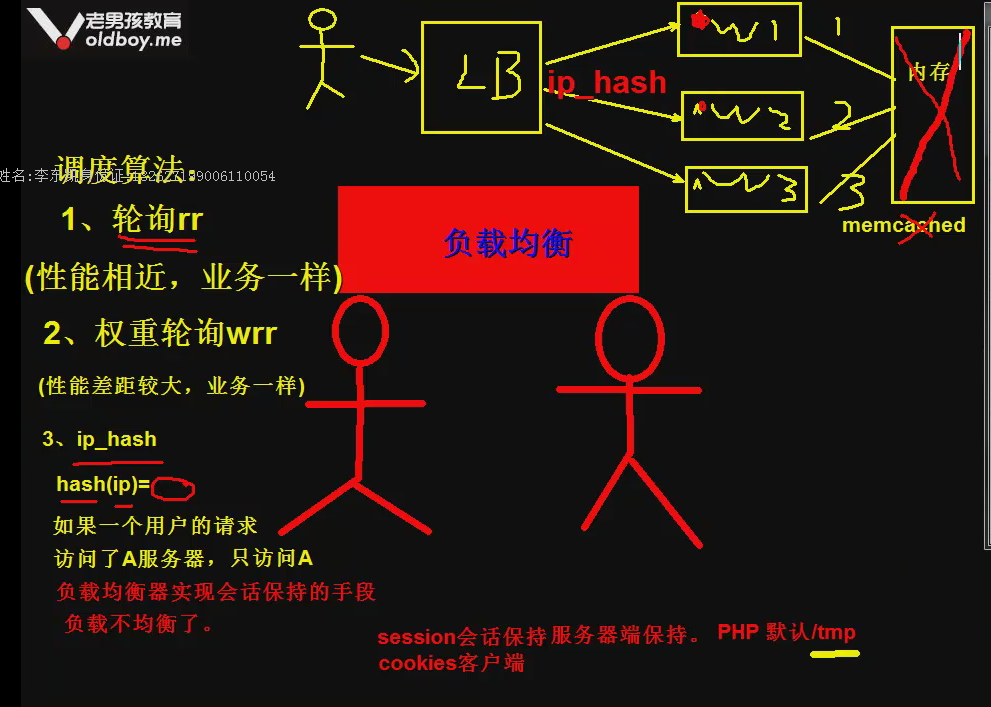 老男孩教育
oldboy.me
LB
ip_hash
W1
1
W2
2
W3
3
内存
memcached
调度算法:
1、轮询rr
(性能相近，业务一样)
2、权重轮询wrr
(性能差距较大，业务一样)
3、ip_hash
hash(ip)=
如果一个用户的请求
访问了A服务器，只访问A
负载均衡器实现会话保持的手段
负载不均衡了。
负载均衡
session会话保持服务器端保持。 PHP 默认/tmp
cookies客户端